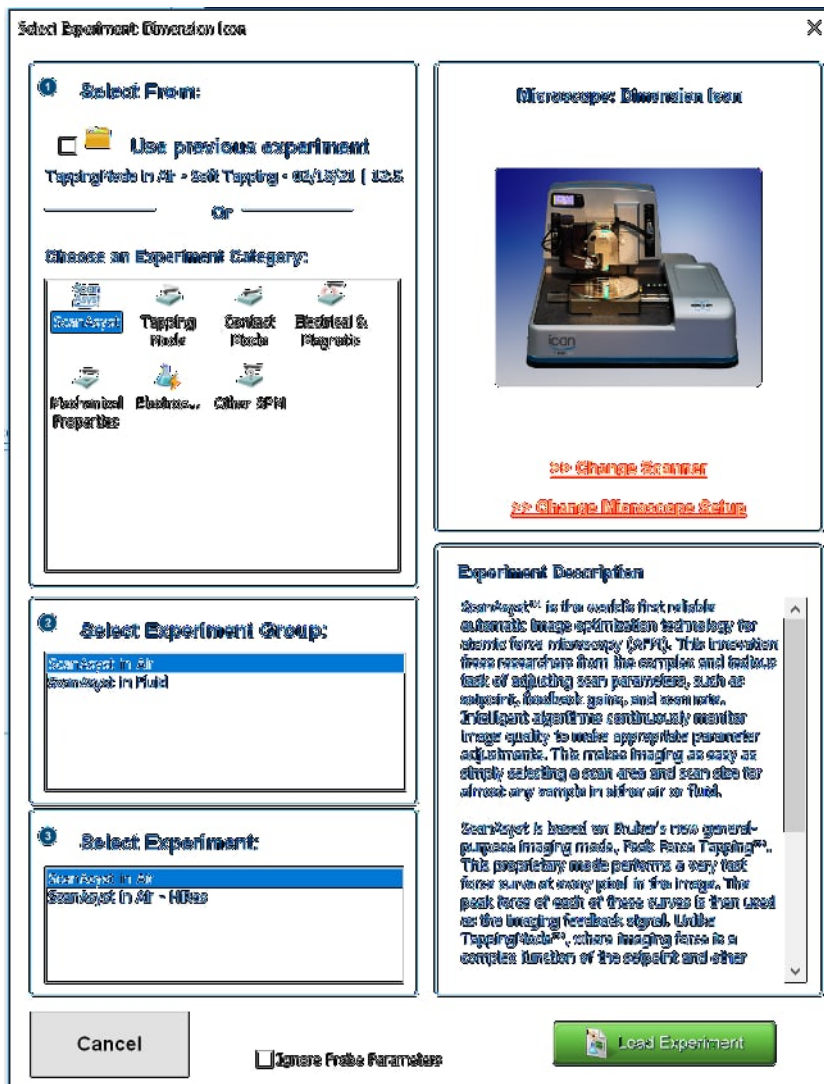 Select Experiment: Dimension Icon
1 Select From:
Use previous experiment
TappingMode in Air - Soft Tapping - 02/18/21 | 12:5
Or
Choose an Experiment Category:
ScanAsyst
Tapping
Mode
Contact
Mode
Electrical &
Magnetic
Mechanical
Properties
Electroc...
Other SPM
2 Select Experiment Group:
ScanAsyst in Air
ScanAsyst in Fluid
3 Select Experiment:
ScanAsyst in Air
ScanAsyst in Air - HiRes
Cancel
Ignore Probe Parameters
Microscope: Dimension Icon
icon
>> Change Scanner
>> Change Microscope Setup
Experiment Description
ScanAsyst™ is the world's first reliable
automatic image optimization technology for
atomic force microscopy (AFM). This innovation
frees researchers from the complex and tedious
task of adjusting scan parameters, such as
setpoint, feedback gains, and scan rate.
Intelligent algorithms continuously monitor
image quality to make appropriate parameter
adjustments. This makes imaging as easy as
simply selecting a scan area and scan size for
almost any sample in either air or fluid.
ScanAsyst is based on Bruker's new general-
purpose imaging mode, Peak Force Tapping™.
This proprietary mode performs a very fast
force curve at every pixel in the image. The
peak force of each of these curves is then used
as the imaging feedback signal. Unlike
TappingMode™, where imaging force is a
complex function of the setpoint and other
Load Experiment